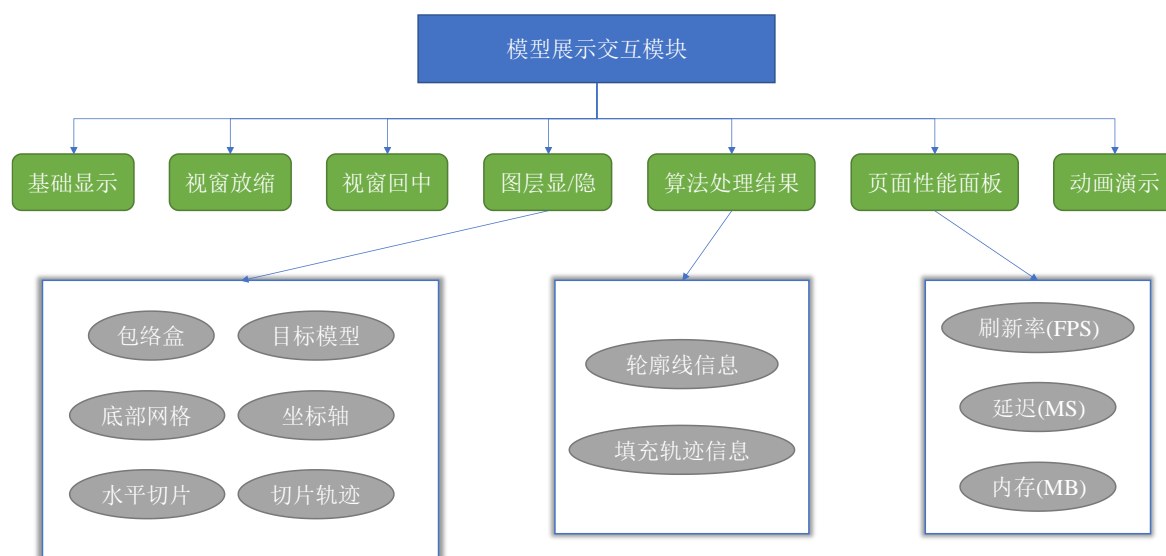 模型展示交互模块
基础显示
视窗放缩
视窗回中
图层显/隐
算法处理结果
页面性能面板
动画演示
包络盒
目标模型
底部网格
坐标轴
水平切片
切片轨迹
轮廓线信息
填充轨迹信息
刷新率(FPS)
延迟(MS)
内存(MB)